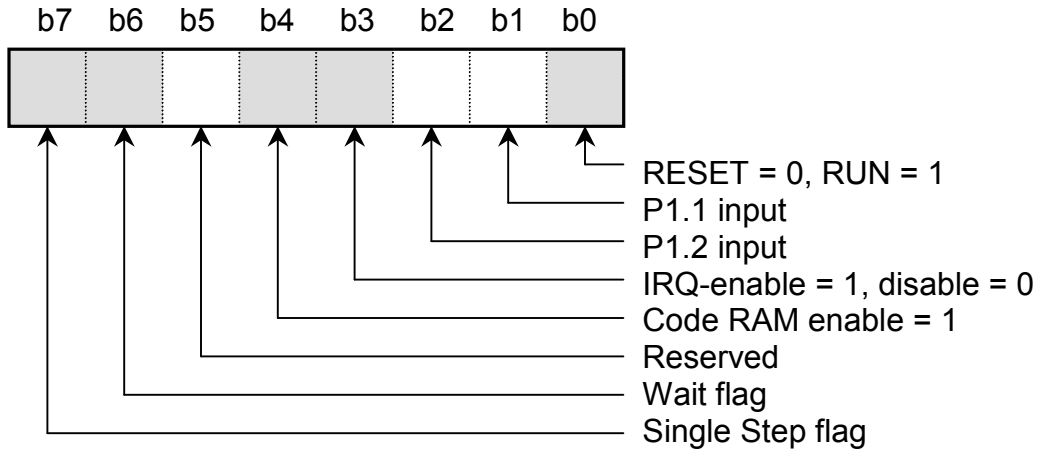 b7 b6 b5 b4 b3 b2 b1 b0
RESET = 0, RUN = 1
P1.1 input
P1.2 input
IRQ-enable = 1, disable = 0
Code RAM enable = 1
Reserved
Wait flag
Single Step flag